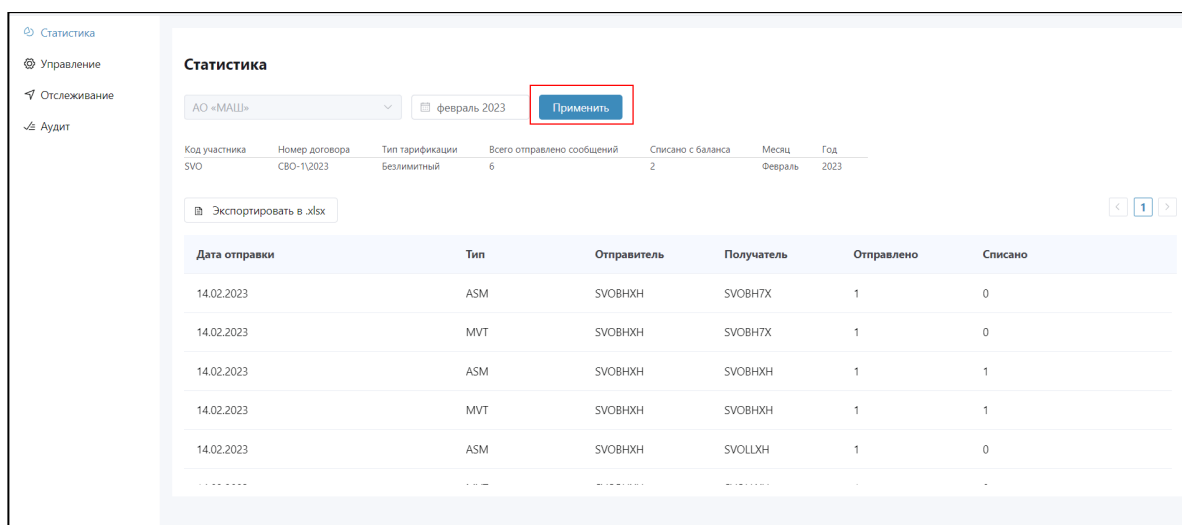 Статистика
Управление
Отслеживание
Аудит
Статистика
АО «МАШ» февраль 2023 Применить
Код участника Номер договора Тип тарификации Всего отправлено сообщений Списано с баланса Месяц Год
SVO СВО-1\2023 Безлимитный 6 2 Февраль 2023
Экспортировать в .xlsx < 1 >
Дата отправки Тип Отправитель Получатель Отправлено Списано
14.02.2023 ASM SVOBHXH SVOBH7X 1 0
14.02.2023 MVT SVOBHXH SVOBH7X 1 0
14.02.2023 ASM SVOBHXH SVOBHXH 1 1
14.02.2023 MVT SVOBHXH SVOBHXH 1 1
14.02.2023 ASM SVOBHXH SVOLLXH 1 0